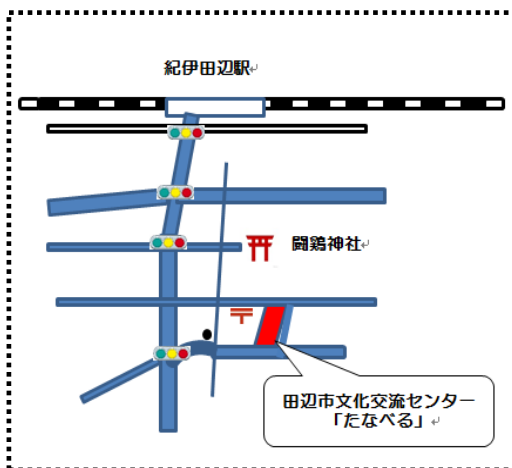 紀伊田辺駅
闘鶏神社
田辺市文化交流センター
「たなべる」